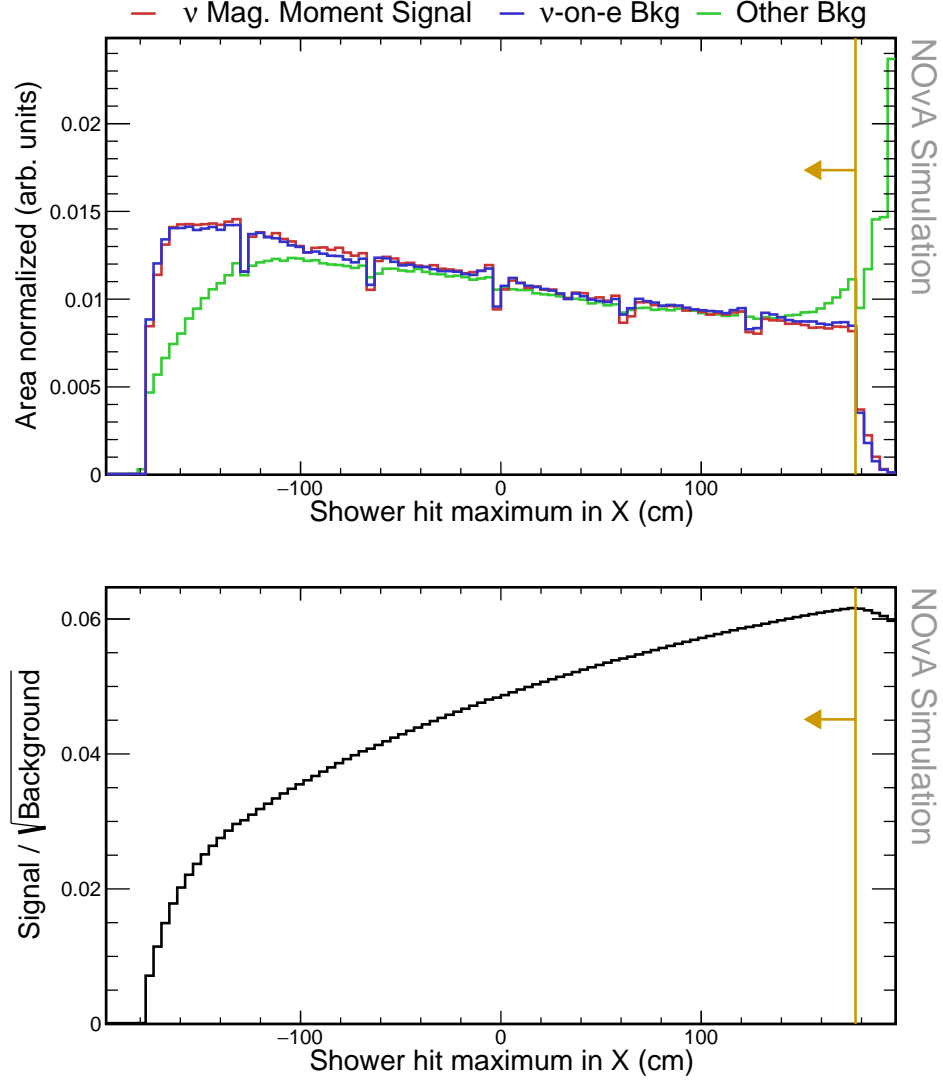 ν Mag. Moment Signal ν-on-e Bkg Other Bkg
Area normalized (arb. units)
0.02
0.015
0.01
0.005
0
−100 0 100
Shower hit maximum in X (cm)
NOvA Simulation
Signal / √Background
0.06
0.04
0.02
0
−100 0 100
Shower hit maximum in X (cm)
NOvA Simulation